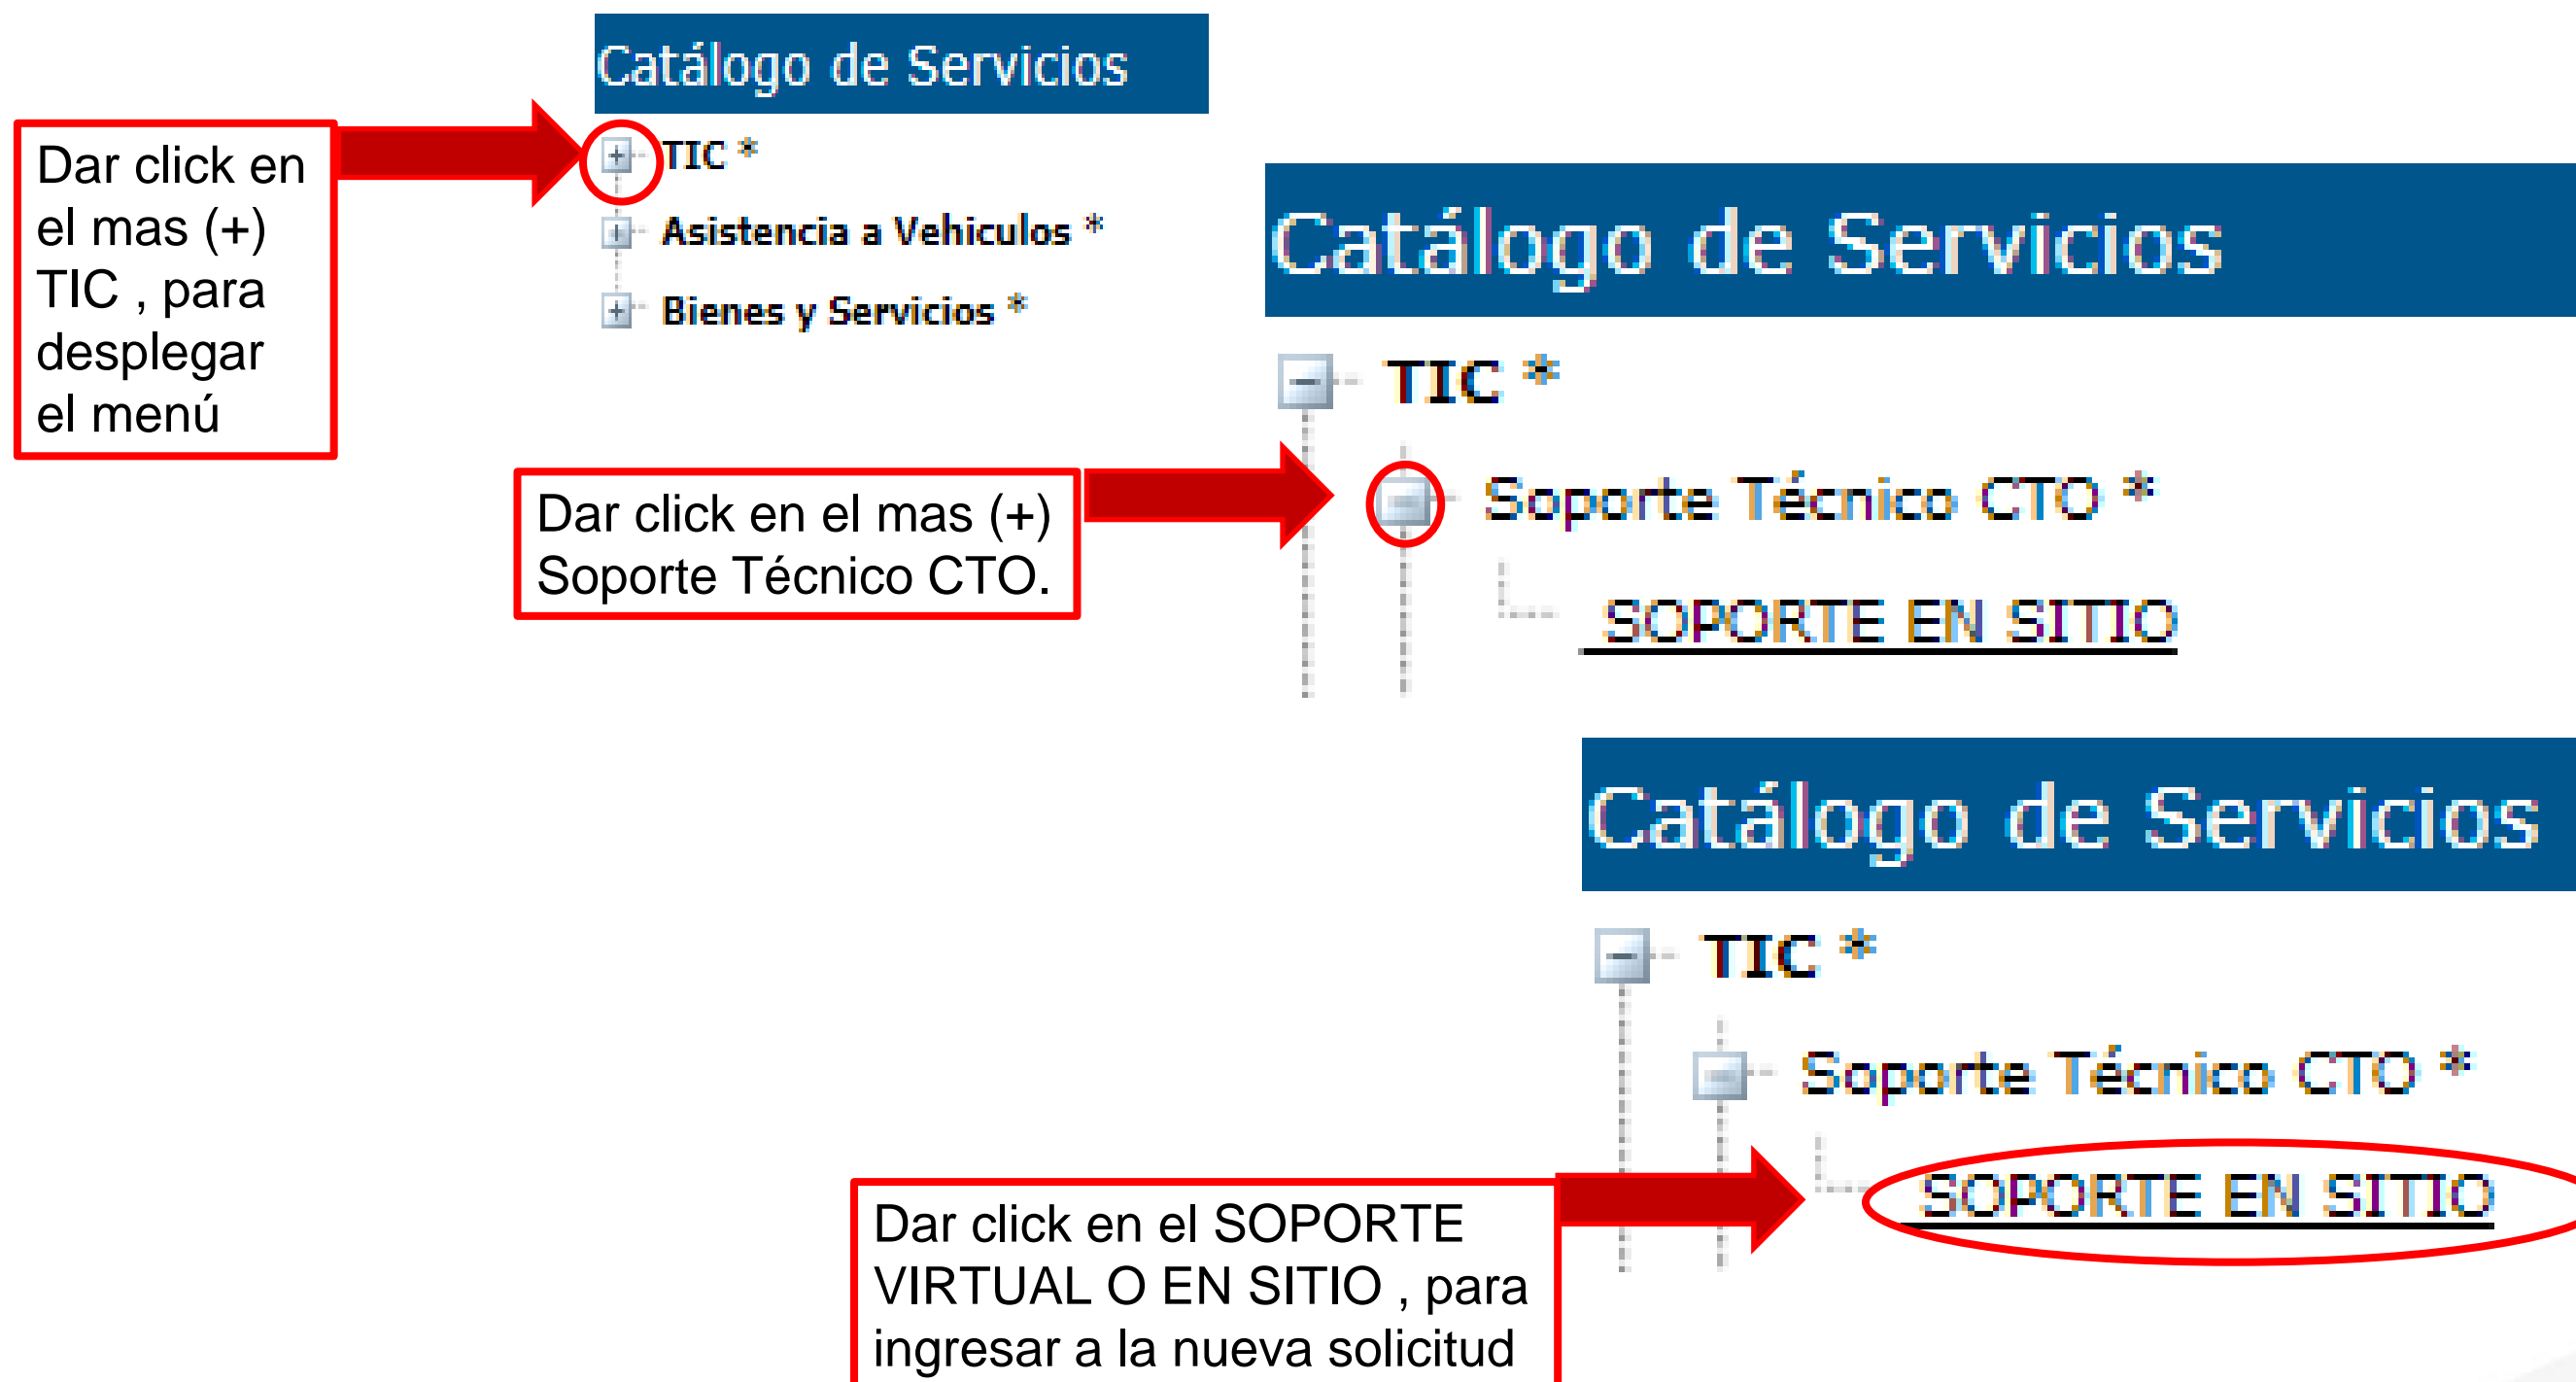 Catálogo de Servicios
Dar click en
el mas (+)
TIC , para
desplegar
el menú
TIC *
Asistencia a Vehiculos *
Bienes y Servicios *
Catálogo de Servicios
TIC *
Dar click en el mas (+)
Soporte Técnico CTO.
Soporte Técnico CTO *
SOPORTE EN SITIO
Catálogo de Servicios
TIC *
Soporte Técnico CTO *
SOPORTE EN SITIO
Dar click en el SOPORTE
VIRTUAL O EN SITIO , para
ingresar a la nueva solicitud